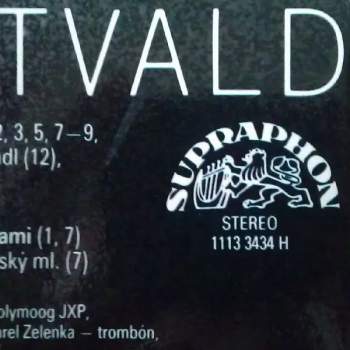 TVALD
2, 3, 5, 7–9,
dl (12),
SUPRAPHON
STEREO
1113 3434 H
ami (1, 7)
ský ml. (7)
olymoog JXP,
arel Zelenka – trombón,